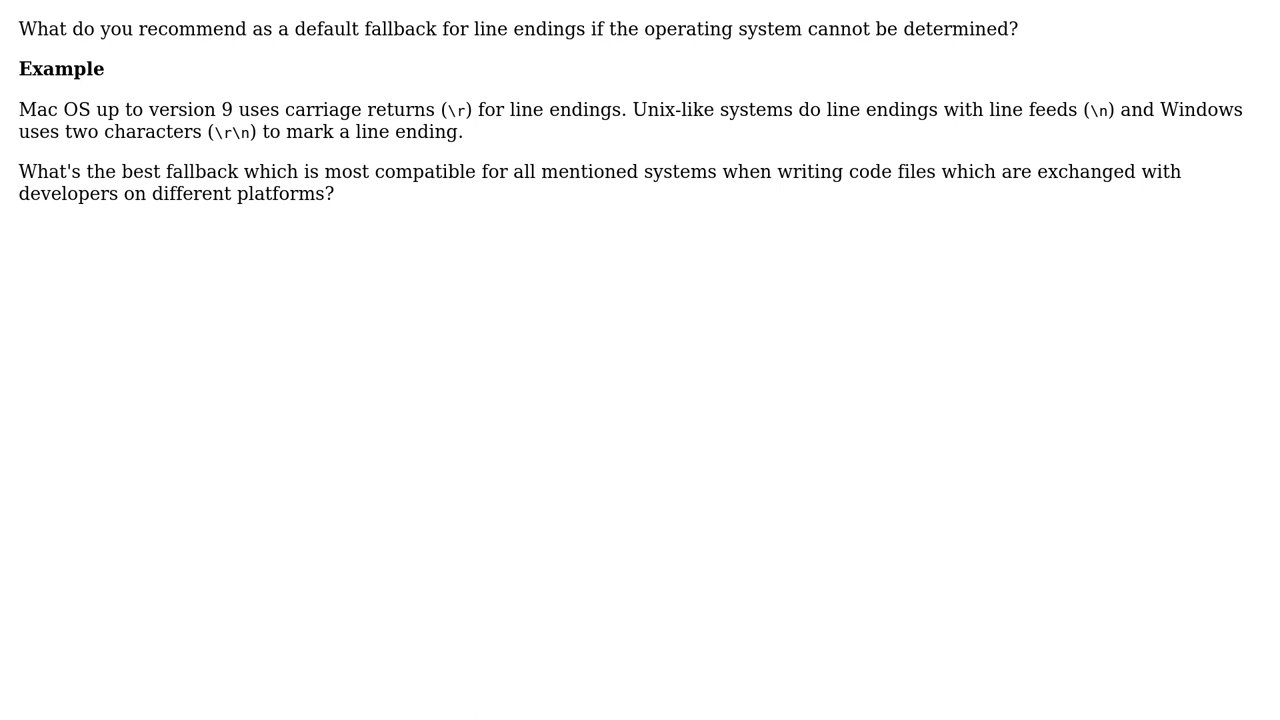 What do you recommend as a default fallback for line endings if the operating system cannot be determined?
Example
Mac OS up to version 9 uses carriage returns (\r) for line endings. Unix-like systems do line endings with line feeds (\n) and Windows
uses two characters (\r\n) to mark a line ending.
What's the best fallback which is most compatible for all mentioned systems when writing code files which are exchanged with
developers on different platforms?